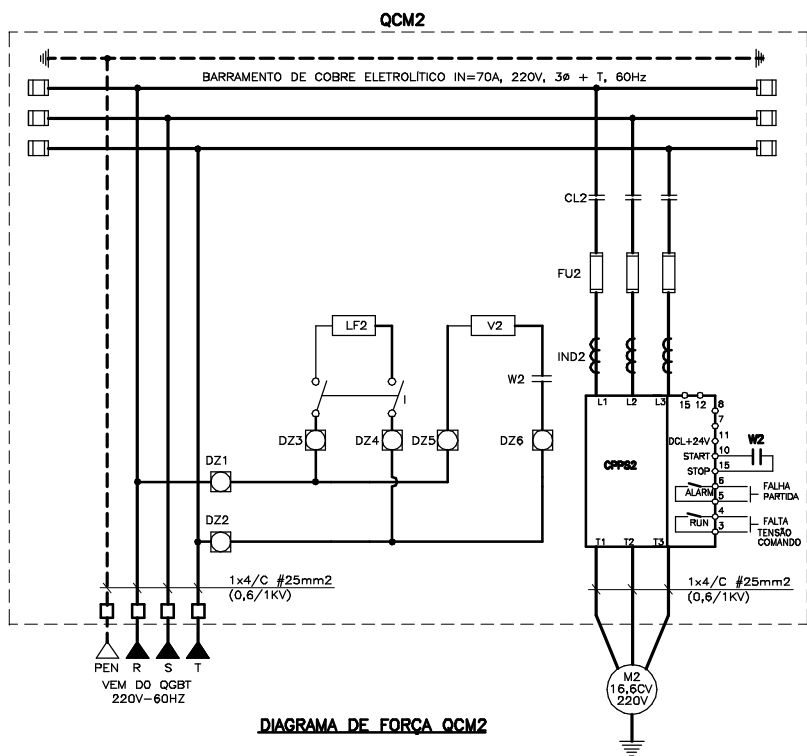 QCM2
BARRAMENTO DE COBRE ELETROLÍTICO IN=70A, 220V, 3ø + T, 60Hz
CL2
FU2
LF2
V2
IND2
W2
I
L1 L2 L3
15 12
8
7
11
DCL+24V
10
START
W2
15
STOP
6
ALARM
5
FALHA
PARTIDA
4
RUN
3
FALTA
TENSÃO
COMANDO
CPPS2
DZ3 DZ4 DZ5 DZ6
DZ1
DZ2
T1 T2 T3
1x4/C #25mm2
(0,6/1KV)
1x4/C #25mm2
(0,6/1KV)
PEN R S T
VEM DO QGBT
220V-60HZ
M2
16,6CV
220V
DIAGRAMA DE FORÇA QCM2